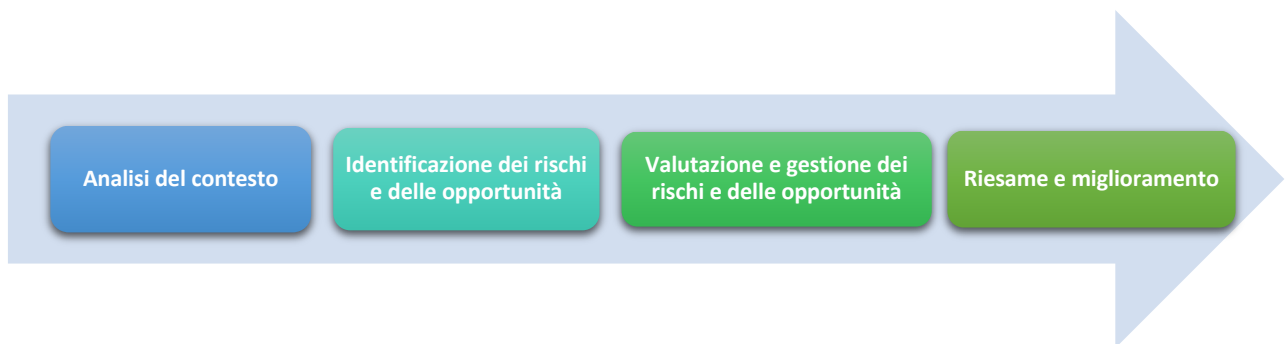 Analisi del contesto
Identificazione dei rischi
e delle opportunità
Valutazione e gestione dei
rischi e delle opportunità
Riesame e miglioramento